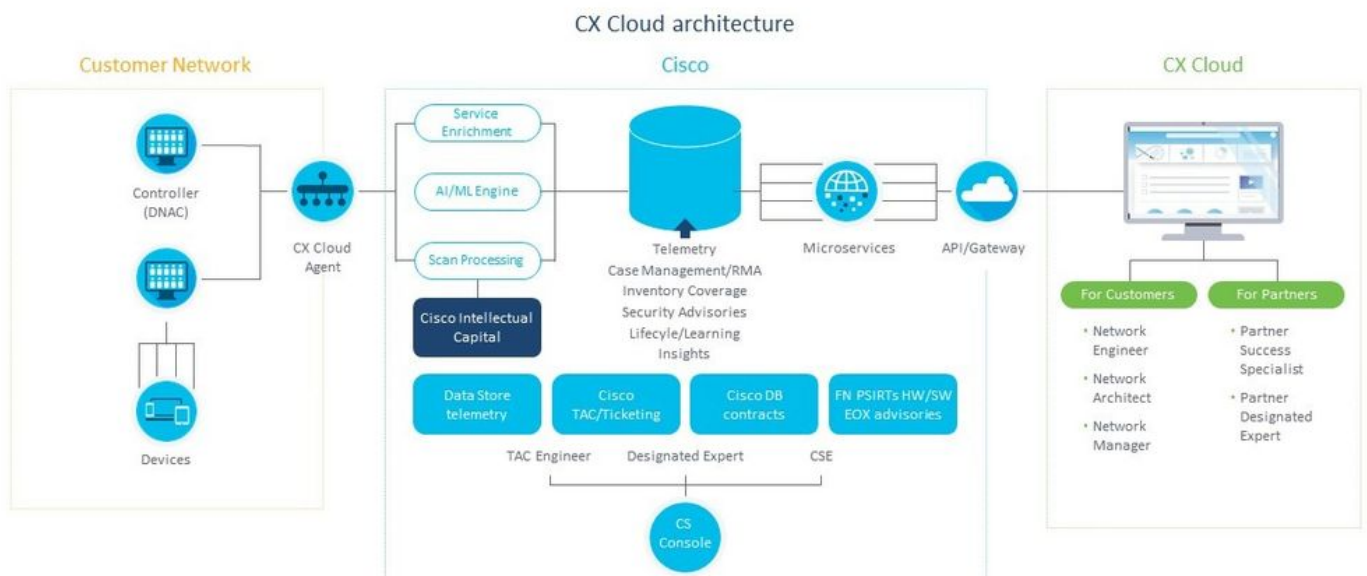 CX Cloud architecture
Customer Network
Controller
(DNAC)
Devices
CX Cloud
Agent
Cisco
Service
Enrichment
AI/ML Engine
Scan Processing
Cisco Intellectual
Capital
Telemetry
Case Management/RMA
Inventory Coverage
Security Advisories
Lifecyle/Learning
Insights
Microservices
API/Gateway
Data Store
telemetry
Cisco
TAC/Ticketing
Cisco DB
contracts
FN PSIRTs HW/SW
EOX advisories
TAC Engineer
Designated Expert
CSE
CS
Console
CX Cloud
For Customers
• Network
Engineer
• Network
Architect
• Network
Manager
For Partners
• Partner
Success
Specialist
• Partner
Designated
Expert